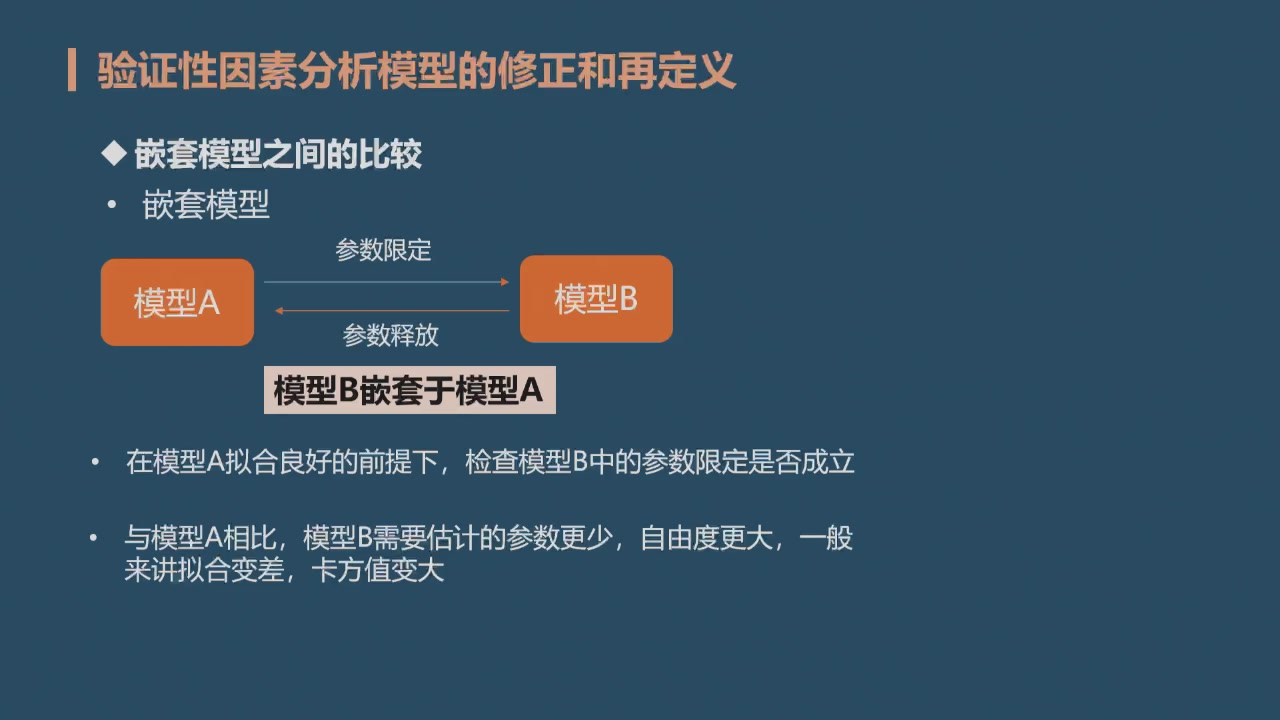 验证性因素分析模型的修正和再定义
◆嵌套模型之间的比较
• 嵌套模型
参数限定
模型A
模型B
参数释放
模型B嵌套于模型A
• 在模型A拟合良好的前提下，检查模型B中的参数限定是否成立
• 与模型A相比，模型B需要估计的参数更少，自由度更大，一般
来讲拟合变差，卡方值变大